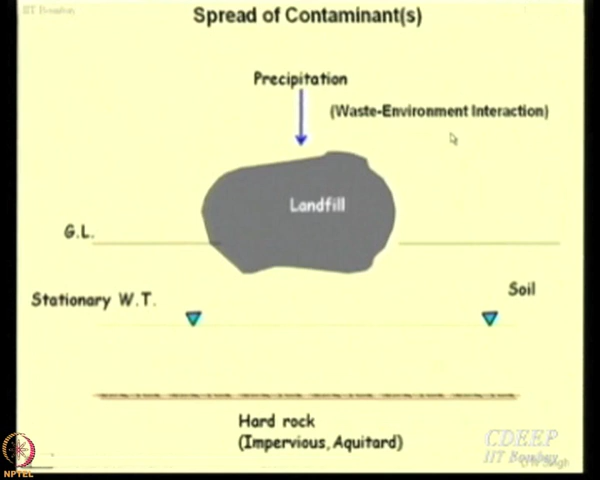 IIT Bombay
Spread of Contaminant(s)
Precipitation
(Waste-Environment Interaction)
Landfill
G.L.
Soil
Stationary W.T.
Hard rock
(Impervious, Aquitard)
CDEEP
IIT Bombay
NPTEL